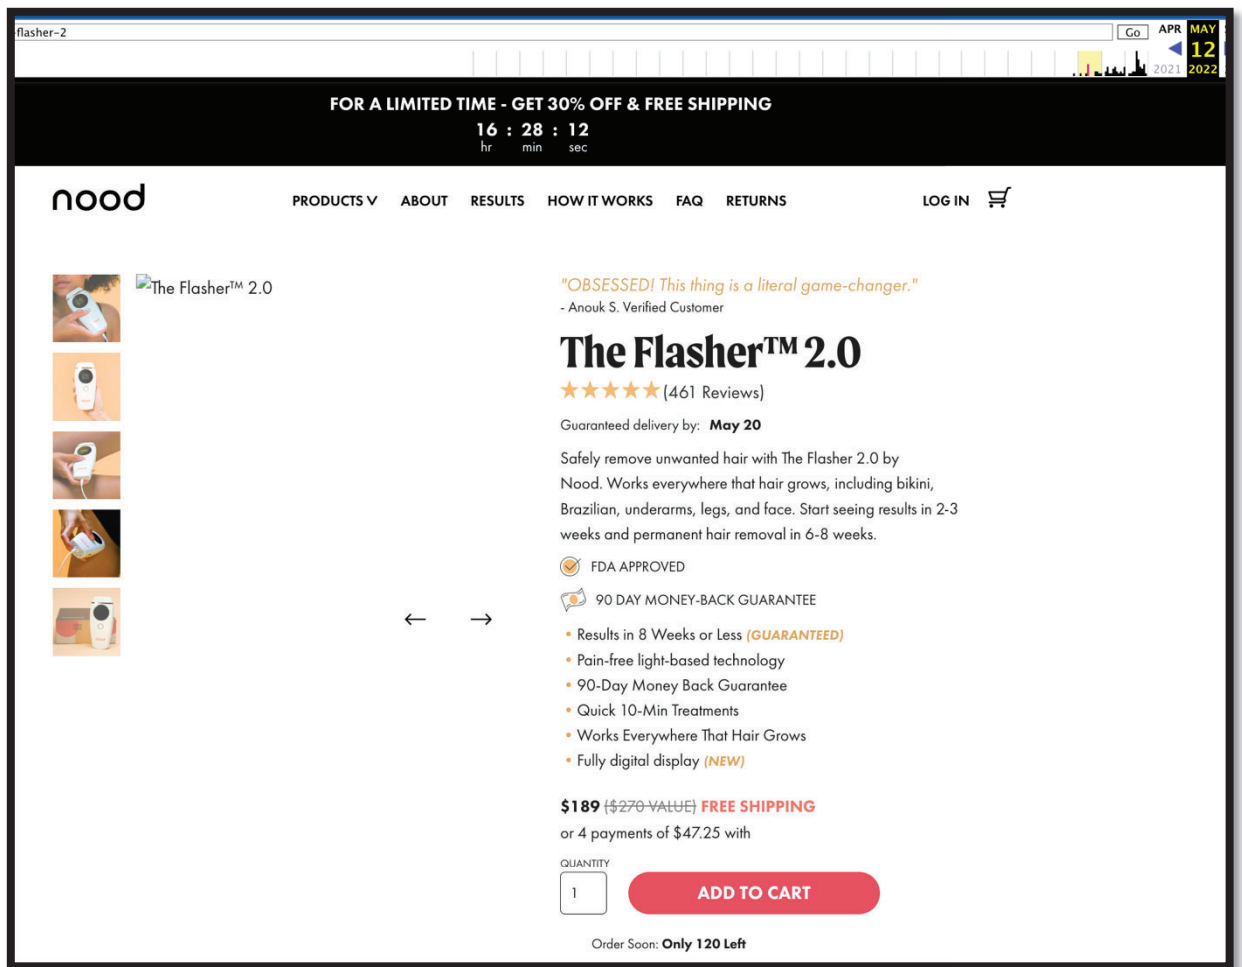 flasher-2
Go
APR MAY
12
2021 2022
FOR A LIMITED TIME - GET 30% OFF & FREE SHIPPING
16 : 28 : 12
hr min sec
nood
PRODUCTS V ABOUT RESULTS HOW IT WORKS FAQ RETURNS LOG IN
The Flasher™ 2.0
"OBSESSED! This thing is a literal game-changer."
- Anouk S. Verified Customer
The Flasher™ 2.0
(461 Reviews)
Guaranteed delivery by: May 20
Safely remove unwanted hair with The Flasher 2.0 by
Nood. Works everywhere that hair grows, including bikini,
Brazilian, underarms, legs, and face. Start seeing results in 2-3
weeks and permanent hair removal in 6-8 weeks.
FDA APPROVED
90 DAY MONEY-BACK GUARANTEE
• Results in 8 Weeks or Less (GUARANTEED)
• Pain-free light-based technology
• 90-Day Money Back Guarantee
• Quick 10-Min Treatments
• Works Everywhere That Hair Grows
• Fully digital display (NEW)
$189 ($270 VALUE) FREE SHIPPING
or 4 payments of $47.25 with
QUANTITY
1
ADD TO CART
Order Soon: Only 120 Left